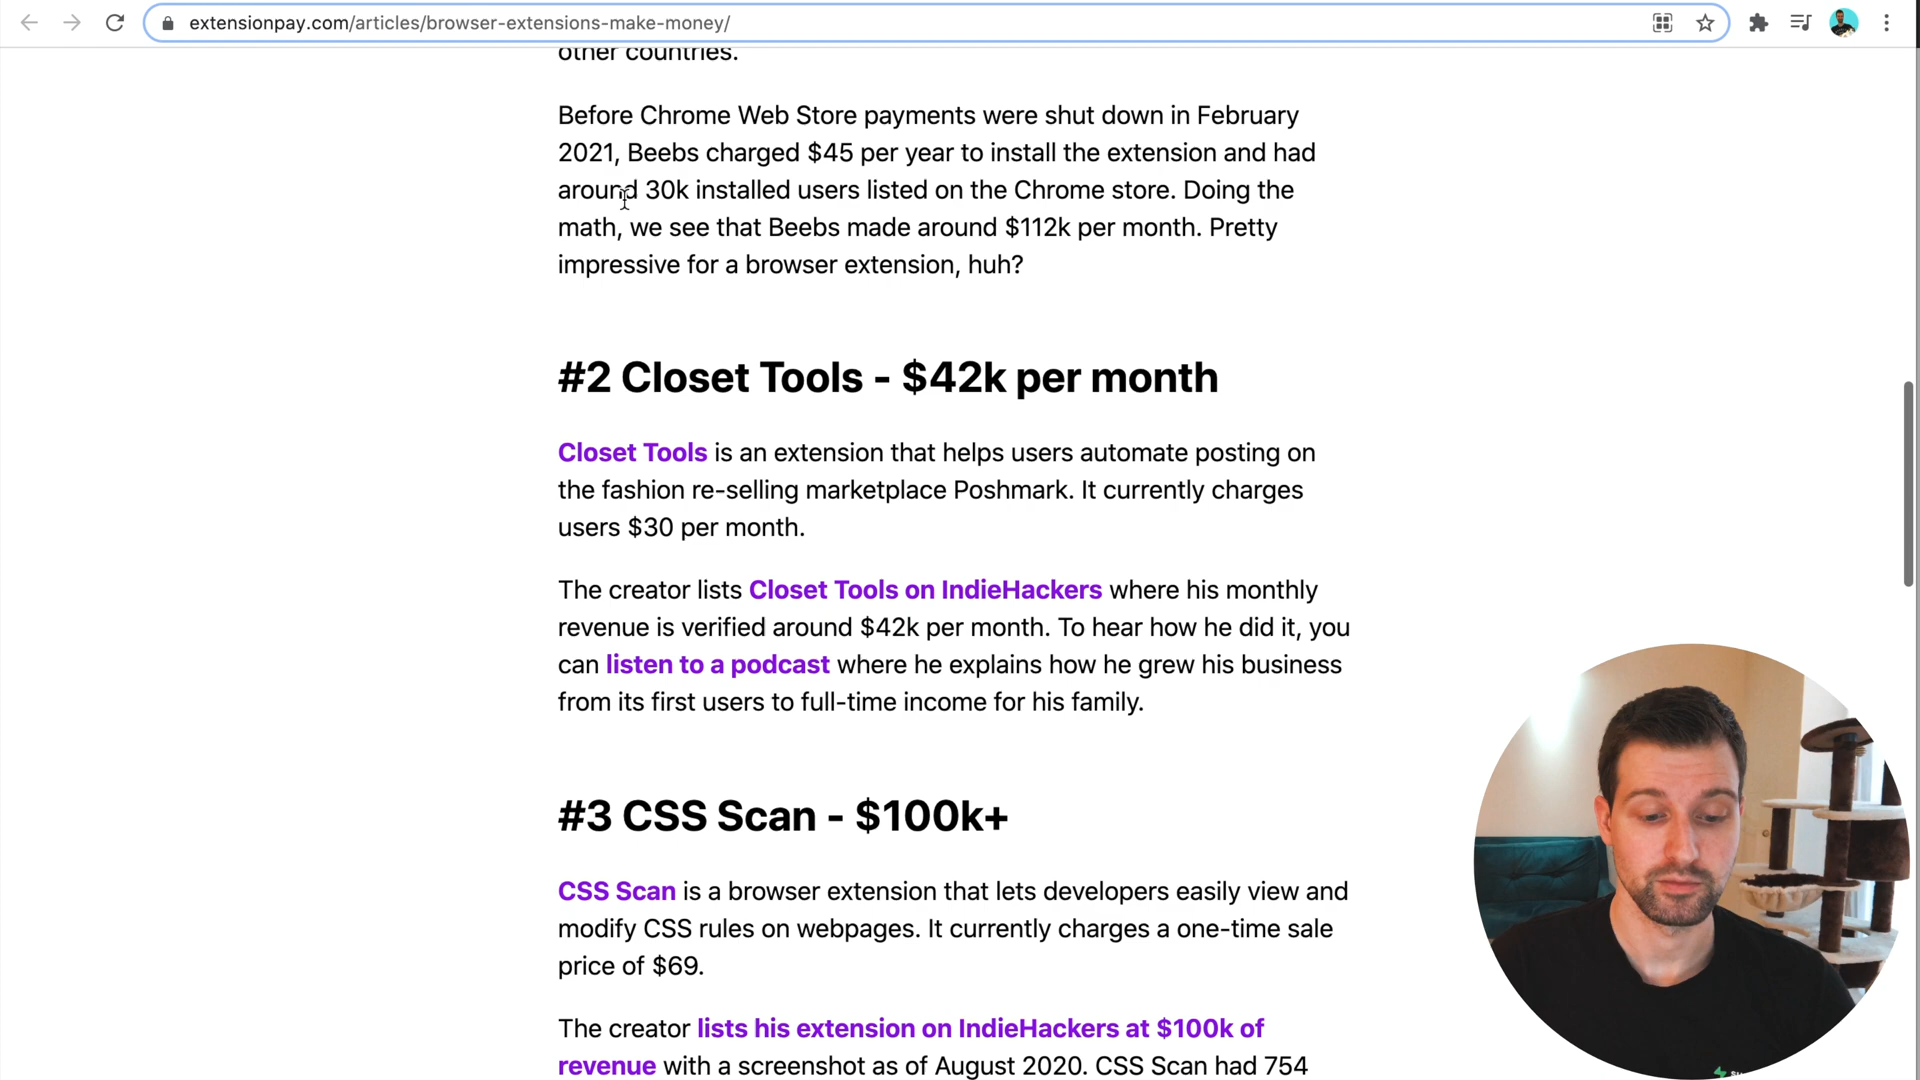 extensionpay.com/articles/browser-extensions-make-money/
other countries.
Before Chrome Web Store payments were shut down in February
2021, Beebs charged $45 per year to install the extension and had
around 30k installed users listed on the Chrome store. Doing the
math, we see that Beebs made around $112k per month. Pretty
impressive for a browser extension, huh?
#2 Closet Tools - $42k per month
Closet Tools is an extension that helps users automate posting on
the fashion re-selling marketplace Poshmark. It currently charges
users $30 per month.
The creator lists Closet Tools on IndieHackers where his monthly
revenue is verified around $42k per month. To hear how he did it, you
can listen to a podcast where he explains how he grew his business
from its first users to full-time income for his family.
#3 CSS Scan - $100k+
CSS Scan is a browser extension that lets developers easily view and
modify CSS rules on webpages. It currently charges a one-time sale
price of $69.
The creator lists his extension on IndieHackers at $100k of
revenue with a screenshot as of August 2020. CSS Scan had 754